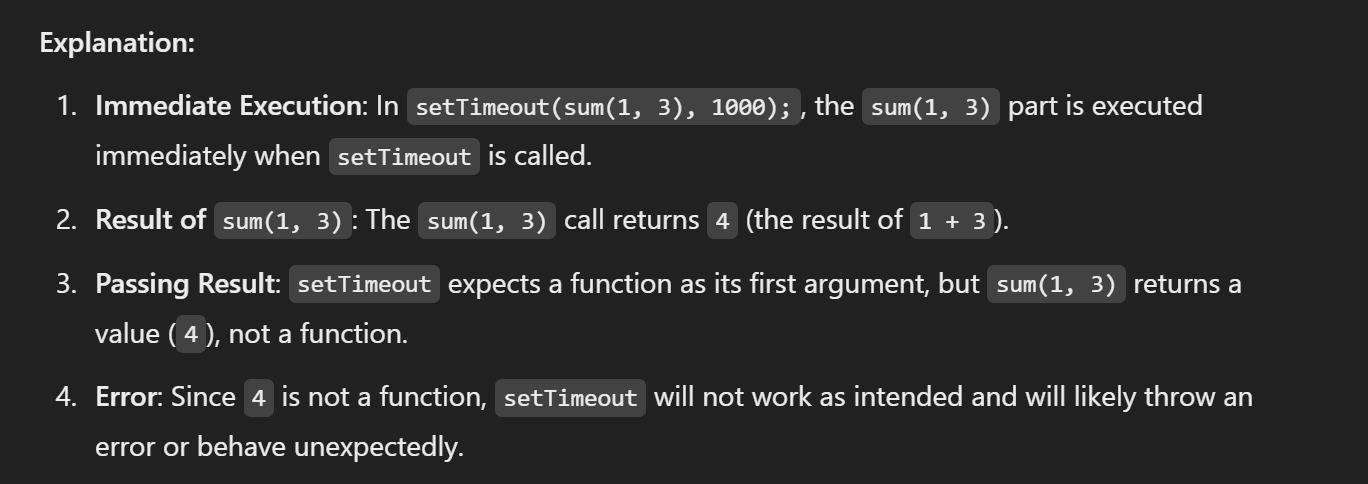 Explanation:
1. Immediate Execution: In setTimeout(sum(1, 3), 1000); , the sum(1, 3) part is executed
immediately when setTimeout is called.
2. Result of sum(1, 3): The sum(1, 3) call returns 4 (the result of 1 + 3).
3. Passing Result: setTimeout expects a function as its first argument, but sum(1, 3) returns a
value (4), not a function.
4. Error: Since 4 is not a function, setTimeout will not work as intended and will likely throw an
error or behave unexpectedly.